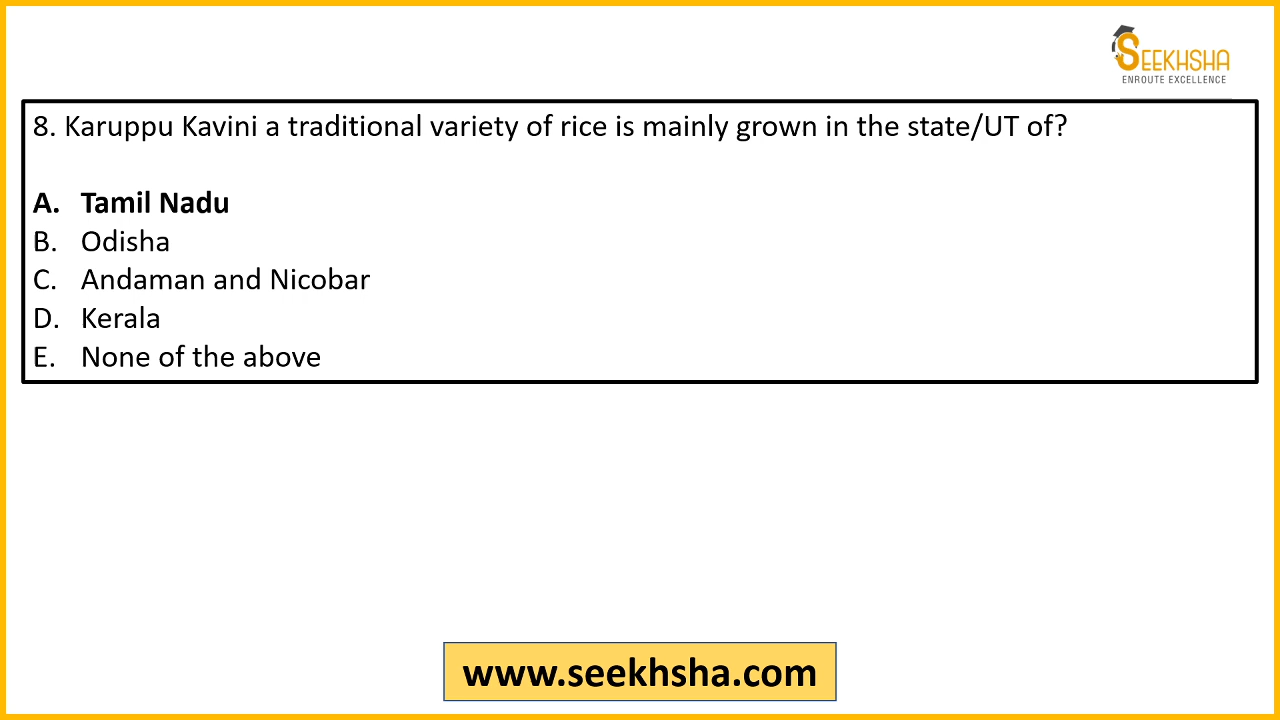 SEEKHSHA
ENROUTE EXCELLENCE
8. Karuppu Kavini a traditional variety of rice is mainly grown in the state/UT of?
A. Tamil Nadu
B. Odisha
C. Andaman and Nicobar
D. Kerala
E. None of the above
www.seekhsha.com